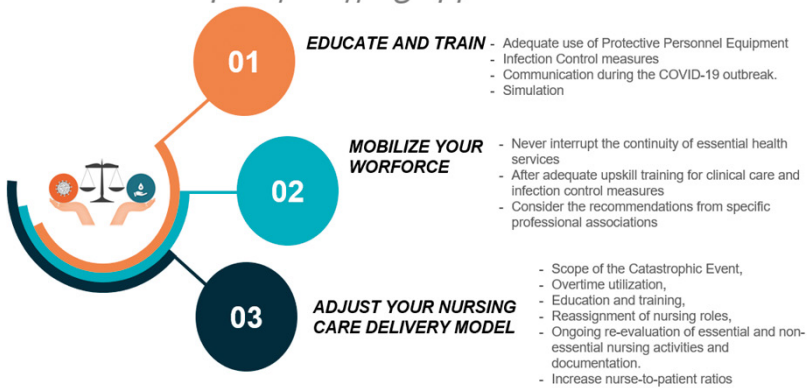 01
EDUCATE AND TRAIN
- Adequate use of Protective Personnel Equipment
- Infection Control measures
- Communication during the COVID-19 outbreak.
- Simulation
02
MOBILIZE YOUR
WORFORCE
- Never interrupt the continuity of essential health
services
- After adequate upskill training for clinical care and
infection control measures
- Consider the recommendations from specific
professional associations
03
ADJUST YOUR NURSING
CARE DELIVERY MODEL
- Scope of the Catastrophic Event,
- Overtime utilization,
- Education and training,
- Reassignment of nursing roles,
- Ongoing re-evaluation of essential and non-
essential nursing activities and
documentation.
- Increase nurse-to-patient ratios